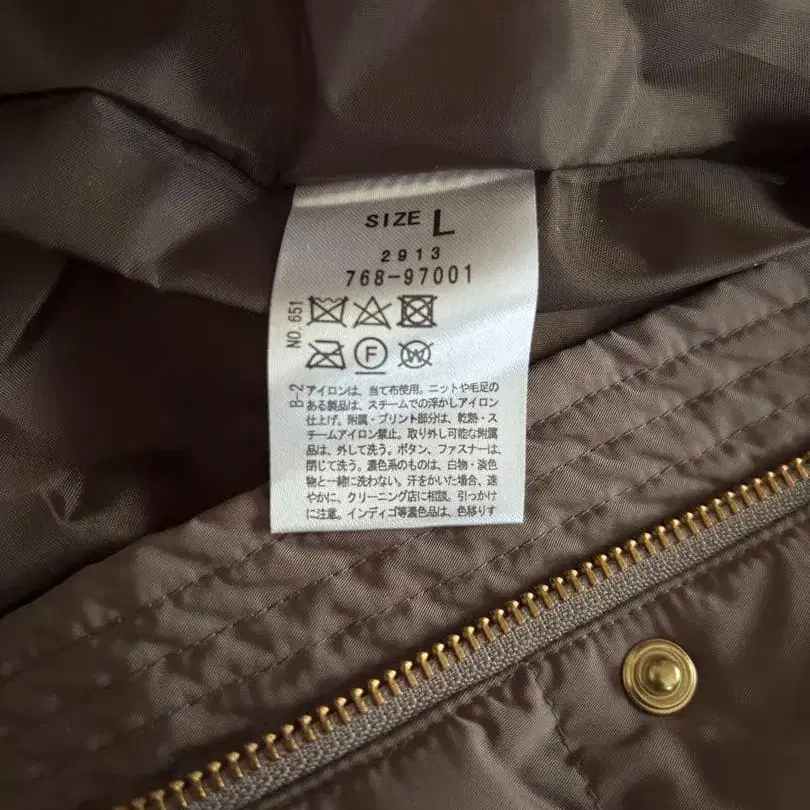 SIZE L
2913
768-97001
NO.651
F W
B-2 アイロンは、当て布使用。ニットや毛足の
ある製品は、スチームでの浮かしアイロン
仕上げ。附属・プリント部分は、乾熱・ス
チームアイロン禁止。取り外し可能な附属
品は、外して洗う。ボタン、ファスナーは、
閉じて洗う。濃色系のものは、白物・淡色
物と一緒に洗わない。汗をかいた場合、速
やかに、クリーニング店に相談。引っかけ
に注意。インディゴ等濃色品は、色移りす